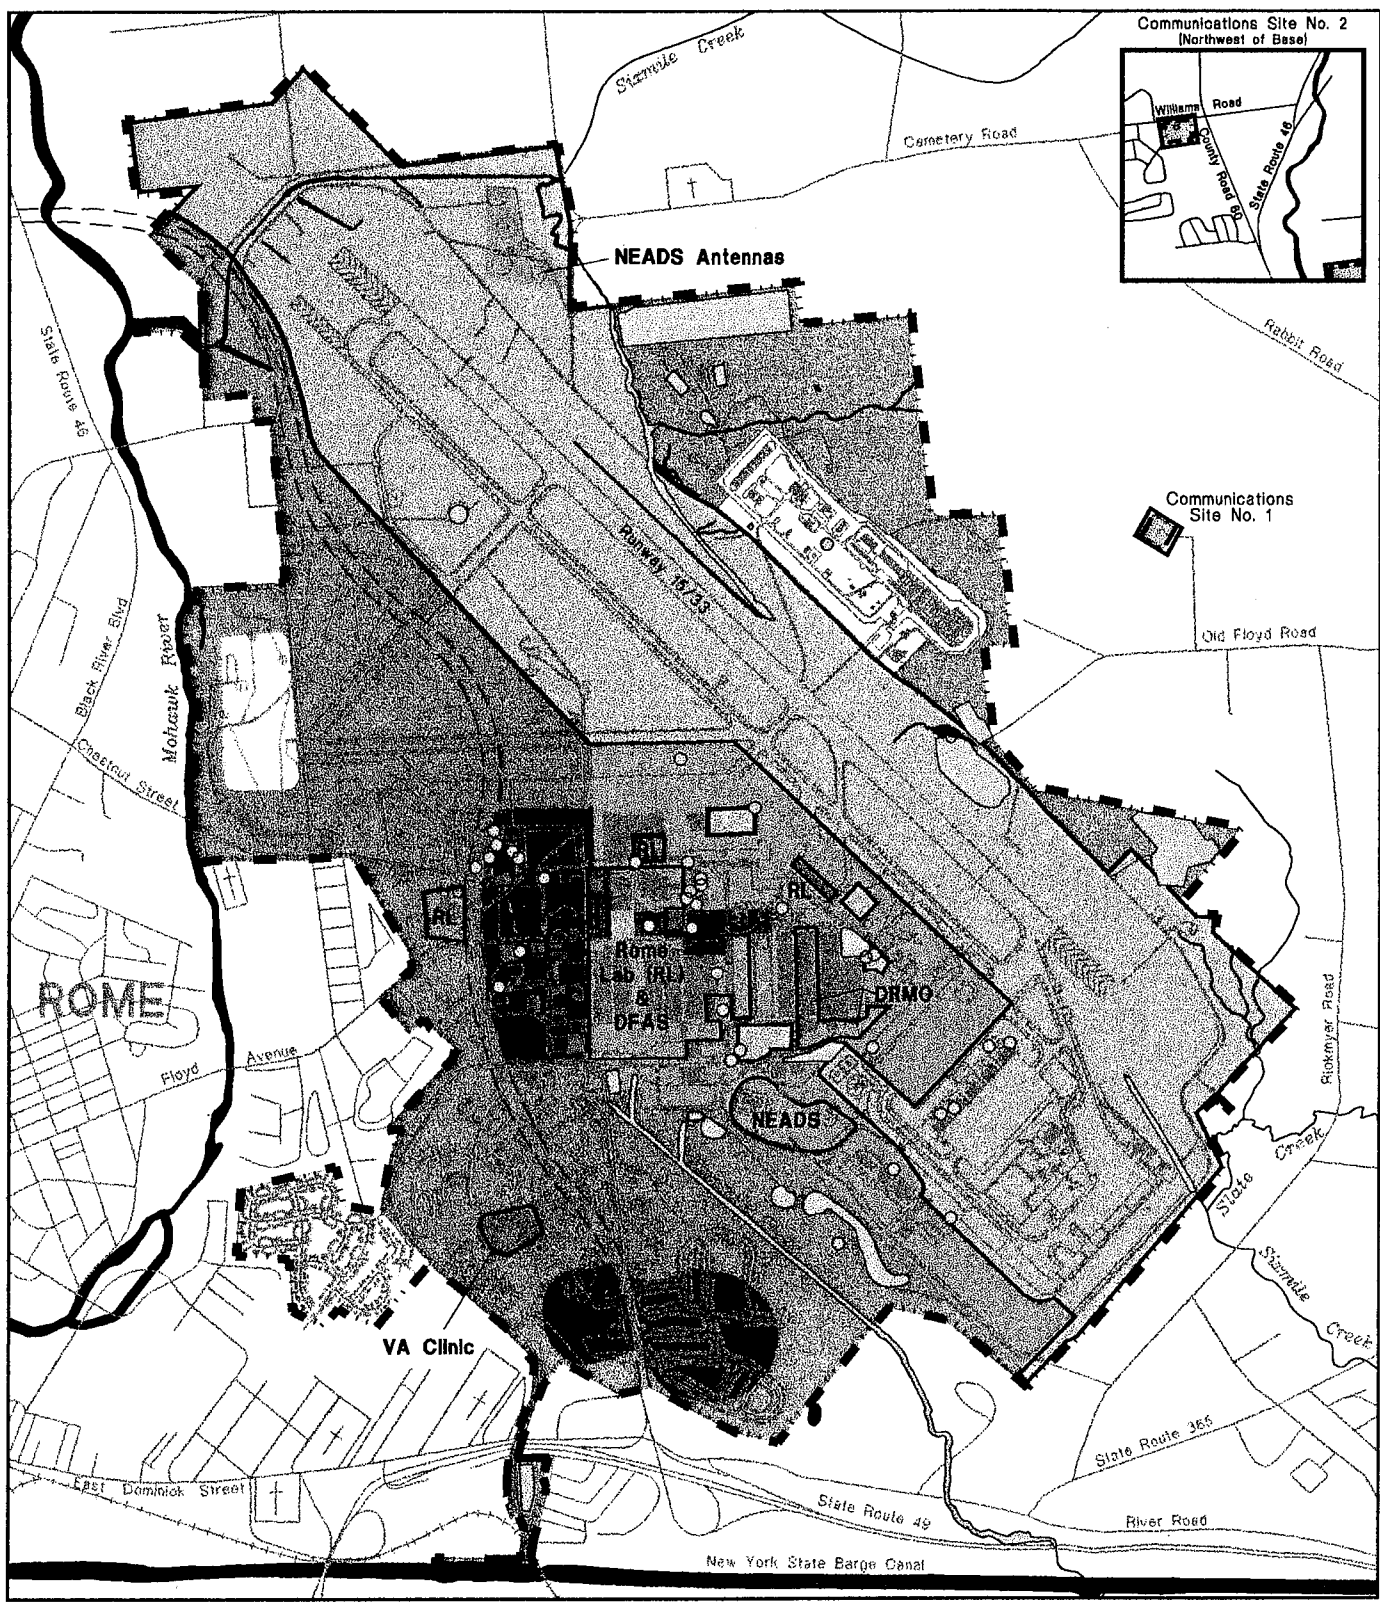 Communications Site No. 2
(Northwest of Base)
Williams Road
County Road 80
State Route 46
Sixmile Creek
Cemetery Road
NEADS Antennas
Rabbit Road
State Route 46
Communications
Site No. 1
Runway 15/33
Old Floyd Road
Black River Blvd
Mohawk River
Chestnut Street
RL
RL
RL
Rome
Lab (RL)
&
DFAS
DRMO
ROME
Floyd Avenue
NEADS
Rickmyer Road
Slate Creek
Sixmile Creek
VA Clinic
State Route 365
East Dominick Street
State Route 49
River Road
New York State Barge Canal